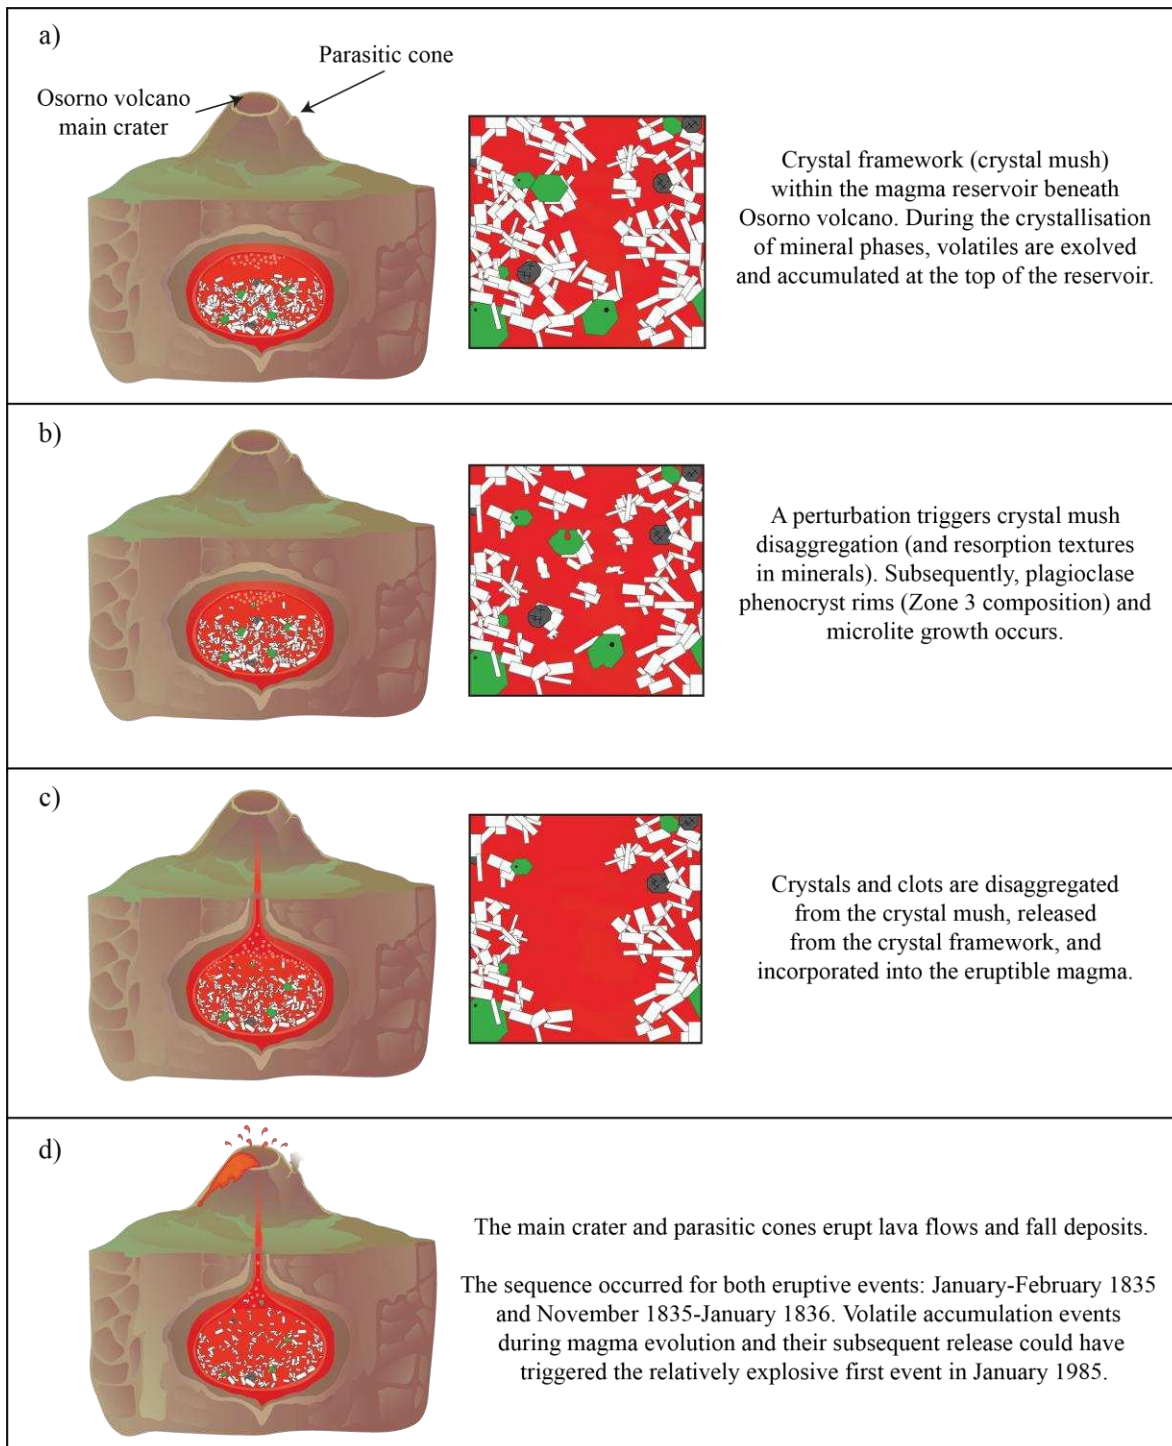 a)
Parasitic cone
Osorno volcano
main crater
Crystal framework (crystal mush)
within the magma reservoir beneath
Osorno volcano. During the crystallisation
of mineral phases, volatiles are exolved
and accumulated at the top of the reservoir.
b)
A perturbation triggers crystal mush
disaggregation (and resorption textures
in minerals). Subsequently, plagioclase
phenocryst rims (Zone 3 composition) and
microlite growth occurs.
c)
Crystals and clots are disaggregated
from the crystal mush, released
from the crystal framework, and
incorporated into the eruptible magma.
d)
The main crater and parasitic cones erupt lava flows and fall deposits.
The sequence occurred for both eruptive events: January-February 1835
and November 1835-January 1836. Volatile accumulation events
during magma evolution and their subsequent release could have
triggered the relatively explosive first event in January 1985.